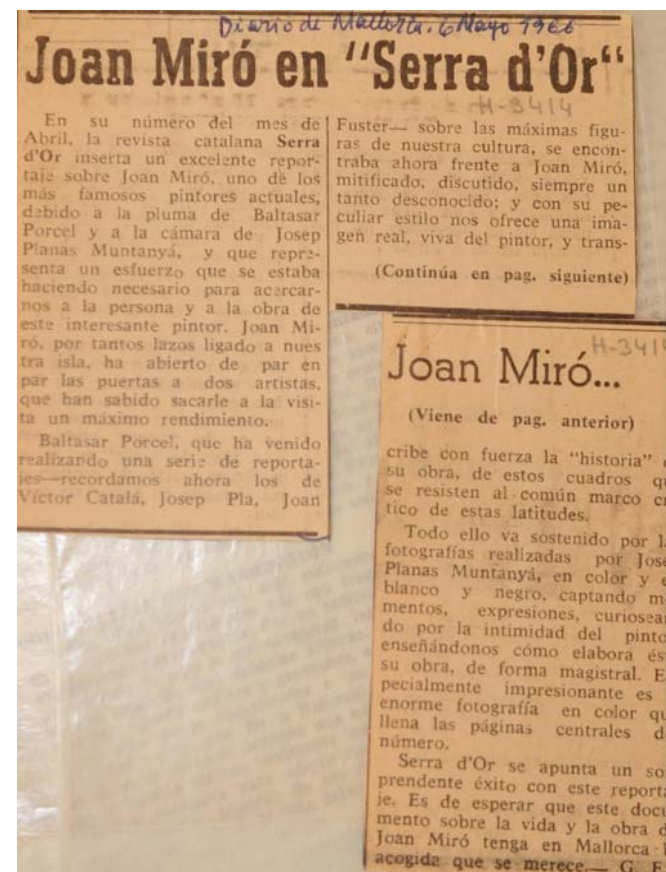 Diario de Mallorca. 6 Mayo 1966
Joan Miró en "Serra d'Or"
H-3414
En su número del mes de
Abril, la revista catalana Serra
d'Or inserta un excelente repor-
taje sobre Joan Miró, uno de los
más famosos pintores actuales,
debido a la pluma de Baltasar
Porcel y a la cámara de Josep
Planas Muntanyá, y que repre-
senta un esfuerzo que se estaba
haciendo necesario para acercar-
nos a la persona y a la obra de
este interesante pintor. Joan Mi-
ró, por tantos lazos ligado a nues
tra isla, ha abierto de par en
par las puertas a dos artistas,
que han sabido sacarle a la visi-
ta un máximo rendimiento.
Baltasar Porcel, que ha venido
realizando una serie de reporta-
jes—recordamos ahora los de
Víctor Catalá, Josep Pla, Joan
Fuster— sobre las máximas figu-
ras de nuestra cultura, se encon-
traba ahora frente a Joan Miró,
mitificado, discutido, siempre un
tanto desconocido; y con su pe-
culiar estilo nos ofrece una ima-
gen real, viva del pintor, y trans-
(Continúa en pag. siguiente)
H-3414
Joan Miró...
(Viene de pag. anterior)
cribe con fuerza la "historia"
su obra, de estos cuadros qu
se resisten al común marco cr
tico de estas latitudes.
Todo ello va sostenido por la
fotografías realizadas por Jose
Planas Muntanyá, en color y e
blanco y negro, captando mo
mentos, expresiones, curiosean
do por la intimidad del pinto
enseñándonos cómo elabora és
su obra, de forma magistral. E
pecialmente impresionante es
enorme fotografía en color qu
llena las páginas centrales de
número.
Serra d'Or se apunta un sor
prendente éxito con este reporta
je. Es de esperar que este docu
mento sobre la vida y la obra d
Joan Miró tenga en Mallorca l
acogida que se merece.— G. F.